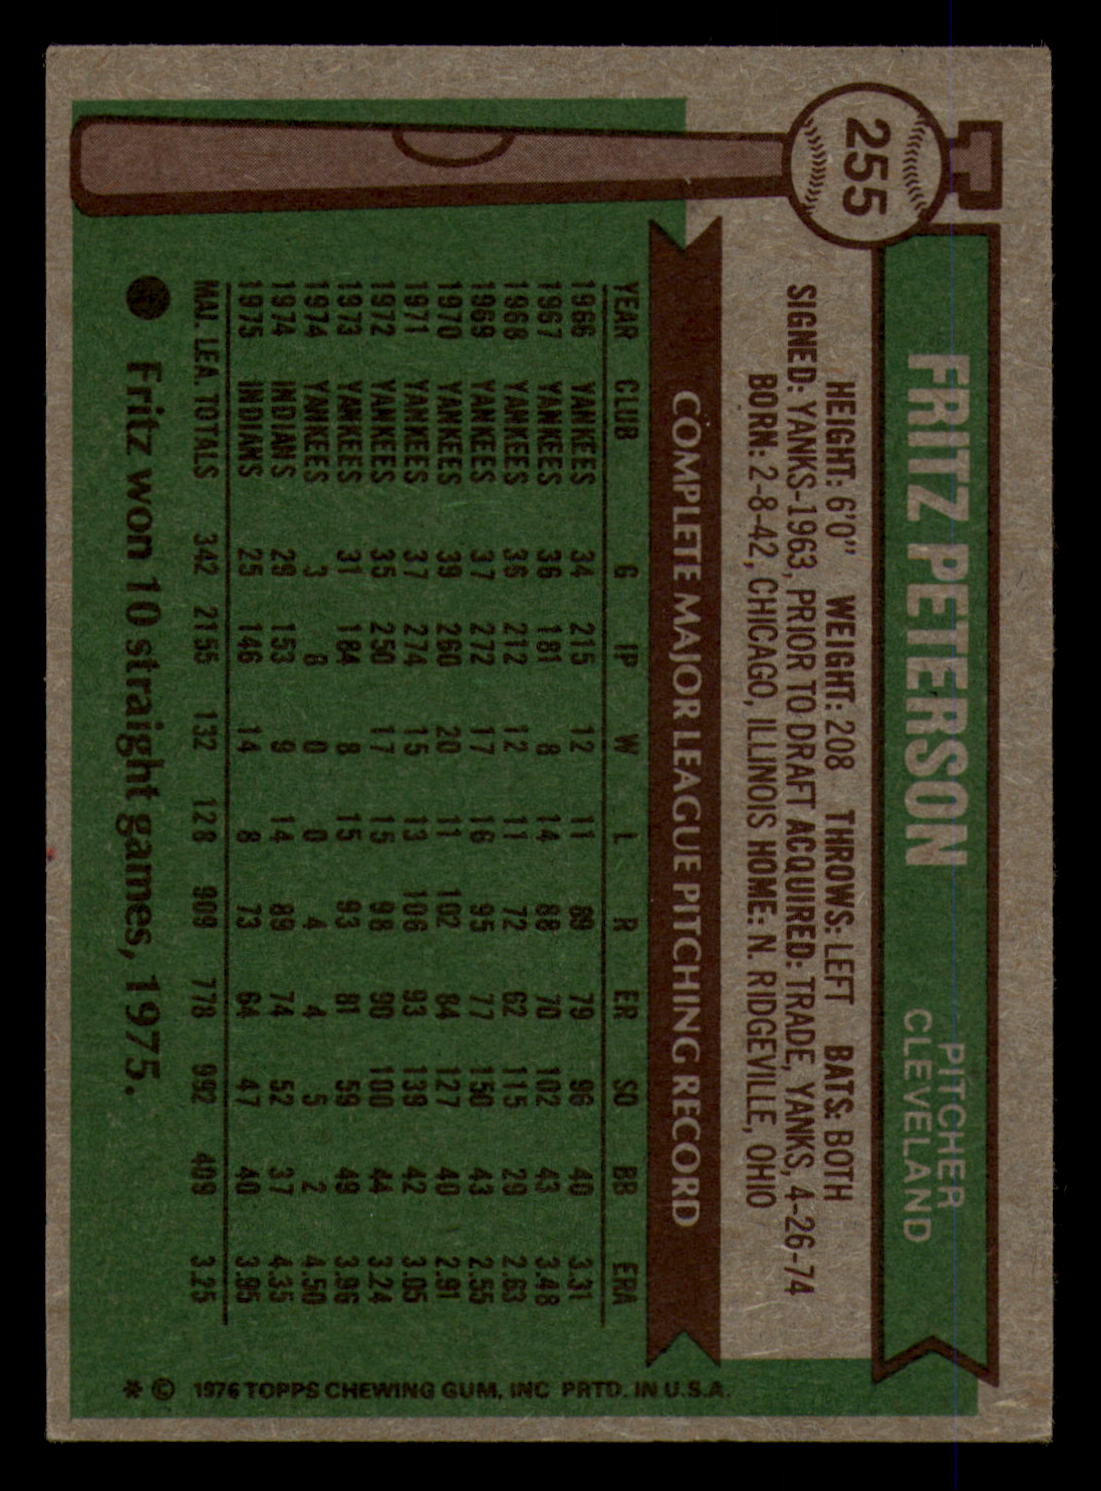 255
FRITZ PETERSON
PITCHER
CLEVELAND
HEIGHT: 6'0" WEIGHT: 208 THROWS: LEFT BATS: BOTH
SIGNED: YANKS-1963, PRIOR TO DRAFT ACQUIRED: TRADE, YANKS, 4-26-74
BORN: 2-8-42, CHICAGO, ILLINOIS HOME: N. RIDGEVILLE, OHIO
COMPLETE MAJOR LEAGUE PITCHING RECORD
YEAR CLUB G IP W L R ER SO BB ERA
1966 YANKEES 34 215 12 11 89 79 96 40 3.31
1967 YANKEES 36 181 8 14 88 70 102 43 3.48
1968 YANKEES 36 212 12 11 72 62 115 29 2.63
1969 YANKEES 37 272 17 16 95 77 150 43 2.55
1970 YANKEES 39 260 20 11 102 84 127 40 2.91
1971 YANKEES 37 274 15 13 106 93 139 42 3.05
1972 YANKEES 35 250 17 15 98 90 100 44 3.24
1973 YANKEES 31 184 8 15 93 81 59 49 3.96
1974 YANKEES 3 8 0 0 4 4 5 2 4.50
1974 INDIANS 29 153 9 14 89 74 52 37 4.35
1975 INDIANS 25 146 14 8 73 64 47 40 3.95
MAJ. LEA. TOTALS 342 2155 132 128 909 778 992 409 3.25
● Fritz won 10 straight games, 1975.
* © 1976 TOPPS CHEWING GUM, INC PRTD. IN U.S.A.